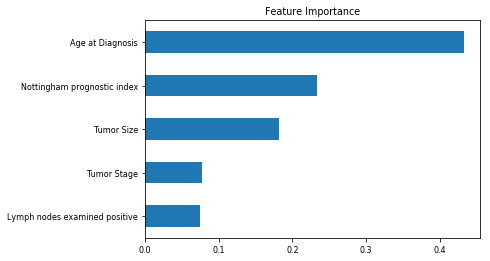 Feature Importance
Age at Diagnosis
Nottingham prognostic index
Tumor Size
Tumor Stage
Lymph nodes examined positive
0.0 0.1 0.2 0.3 0.4